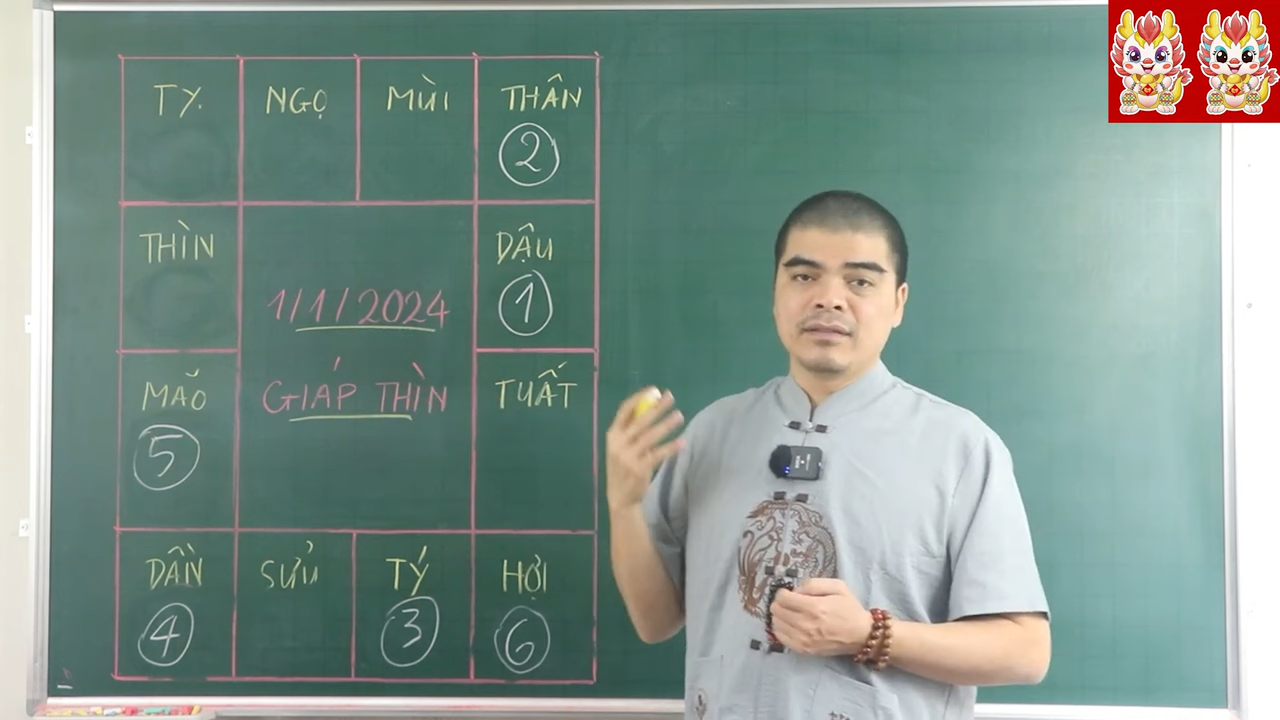 TỴ.
NGỌ
MÙI
THÂN
2
THÌN
DẬU
1
1/1/2024
GIÁP THÌN
MÃO
5
TUẤT
DẦN
4
SỬU
TÝ
3
HỢI
6